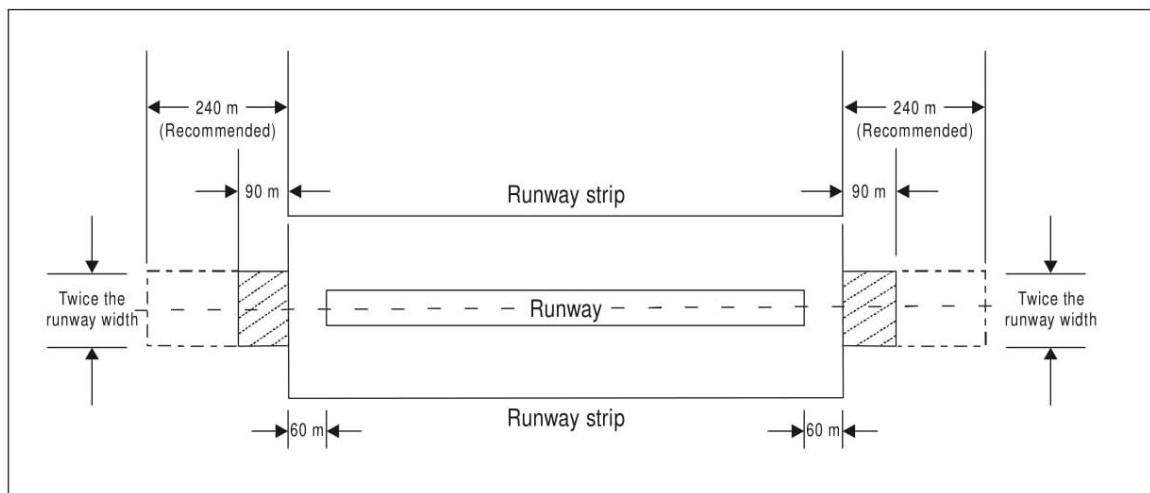 240 m
(Recommended)
240 m
(Recommended)
90 m
90 m
Runway strip
Twice the
runway width
Runway
Twice the
runway width
Runway strip
60 m
60 m